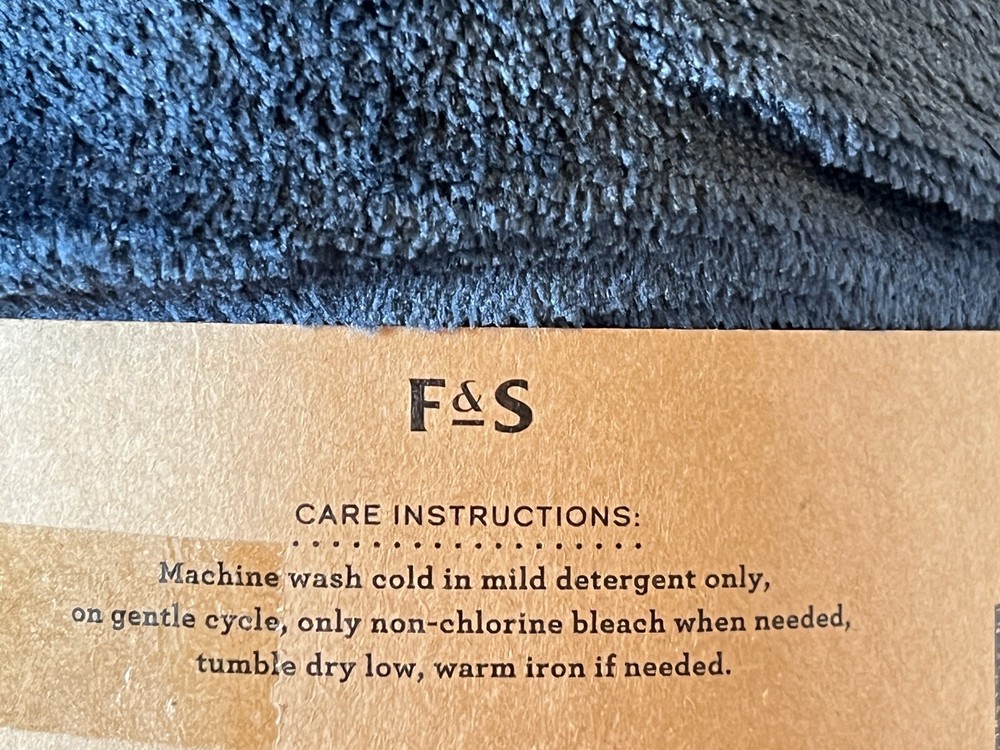 F&S
CARE INSTRUCTIONS:
Machine wash cold in mild detergent only,
on gentle cycle, only non-chlorine bleach when needed,
tumble dry low, warm iron if needed.